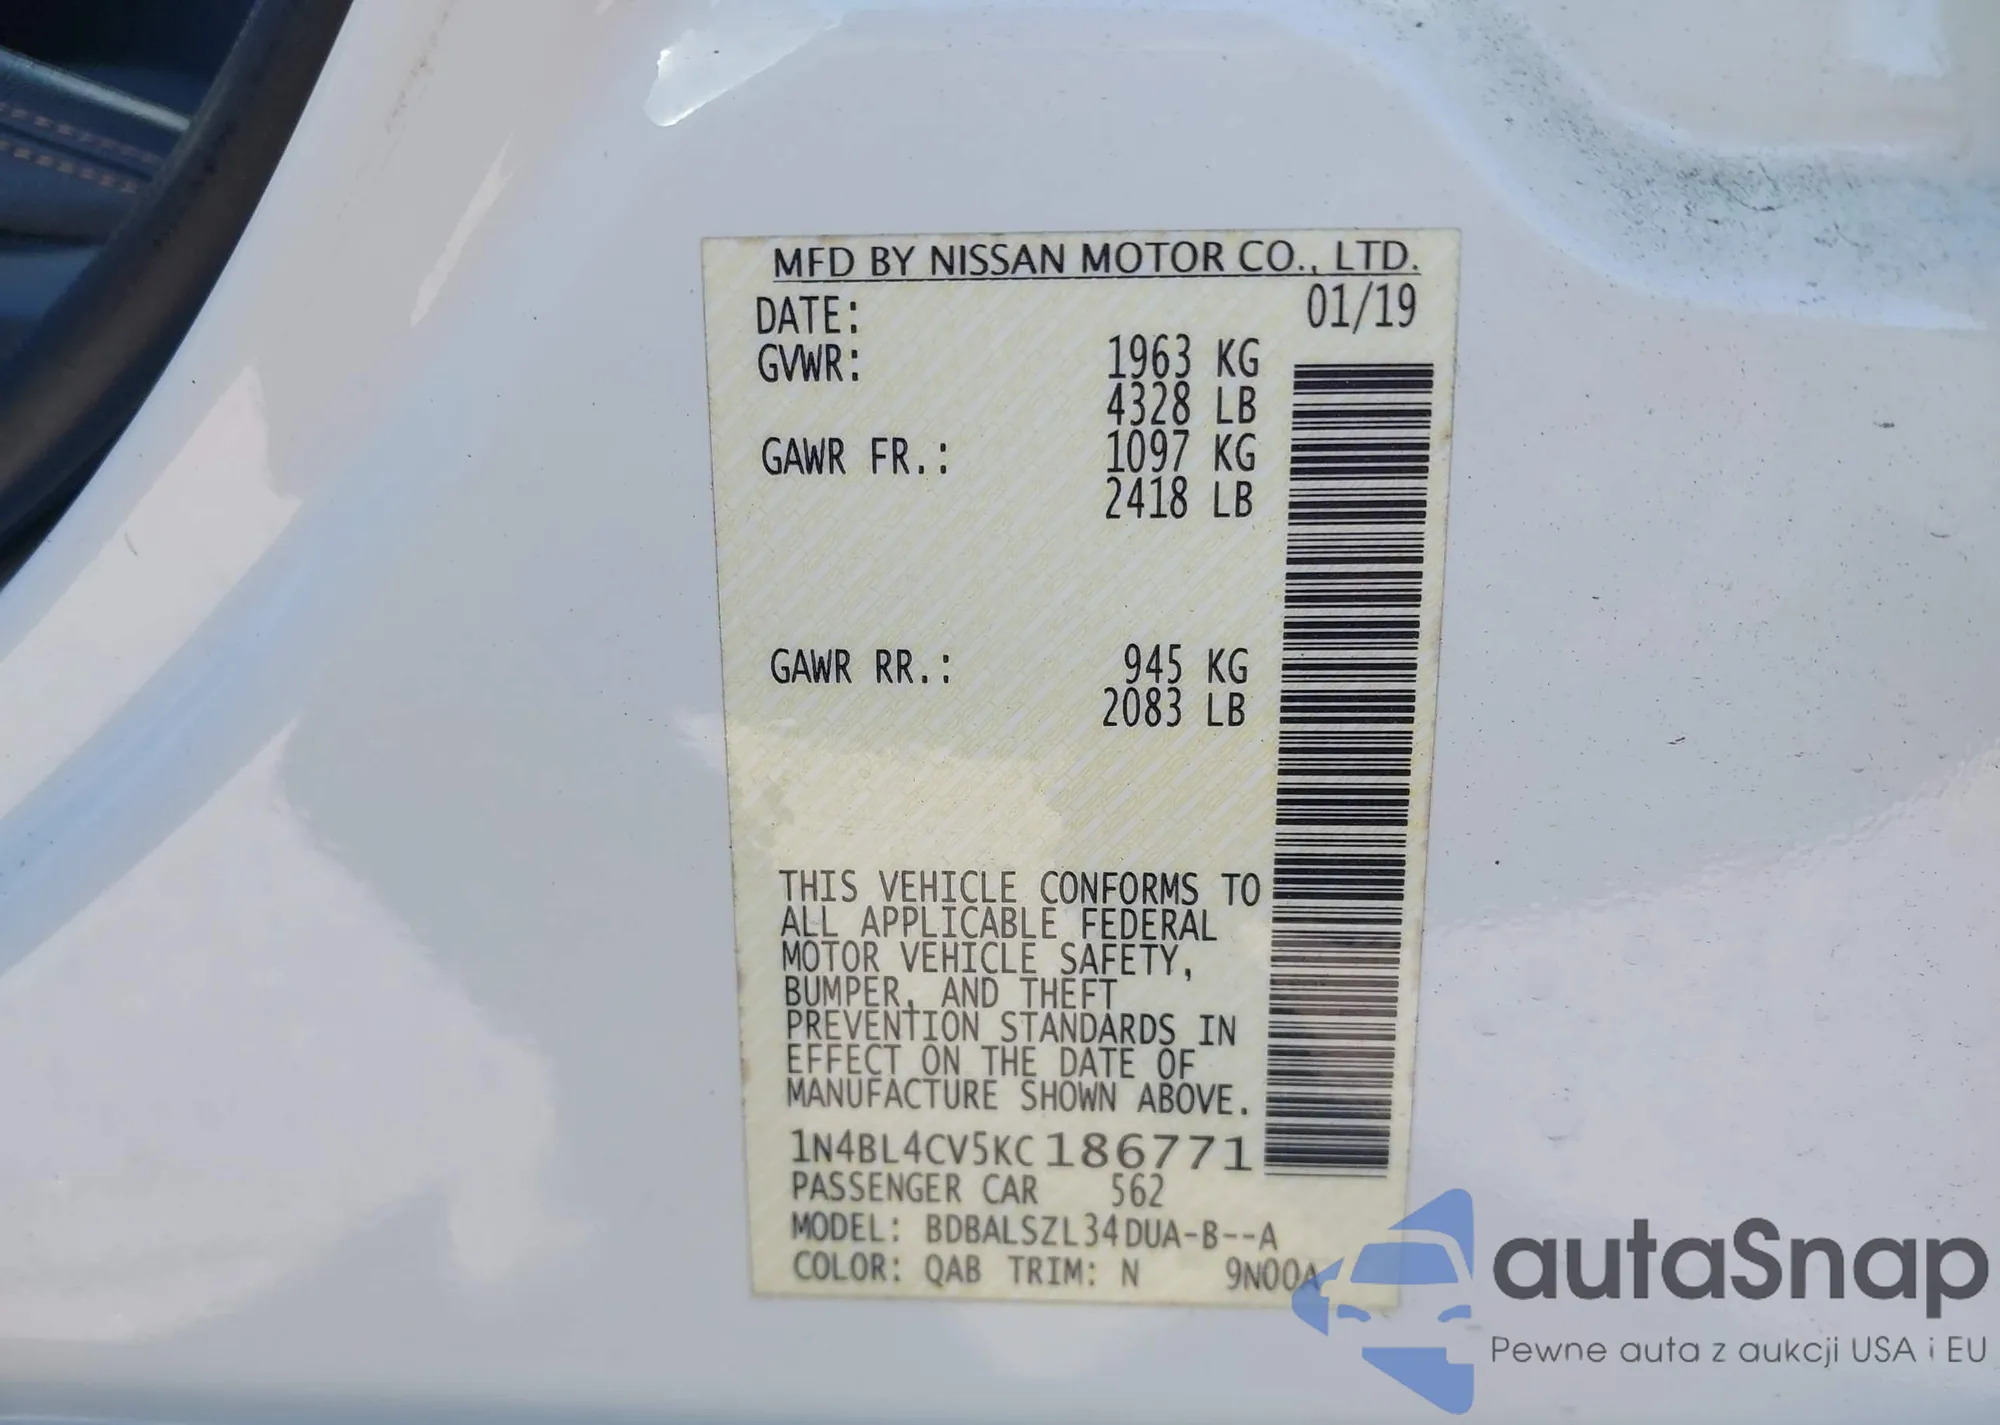 MFD BY NISSAN MOTOR CO., LTD.
DATE: 01/19
GVWR: 1963 KG
4328 LB
GAWR FR.: 1097 KG
2418 LB
GAWR RR.: 945 KG
2083 LB
THIS VEHICLE CONFORMS TO
ALL APPLICABLE FEDERAL
MOTOR VEHICLE SAFETY,
BUMPER, AND THEFT
PREVENTION STANDARDS IN
EFFECT ON THE DATE OF
MANUFACTURE SHOWN ABOVE.
1N4BL4CV5KC186771
PASSENGER CAR 562
MODEL: BDBALSZL34DUA-B--A
COLOR: QAB TRIM: N 9N00A
autaSnap
Pewne auta z aukcji USA i EU